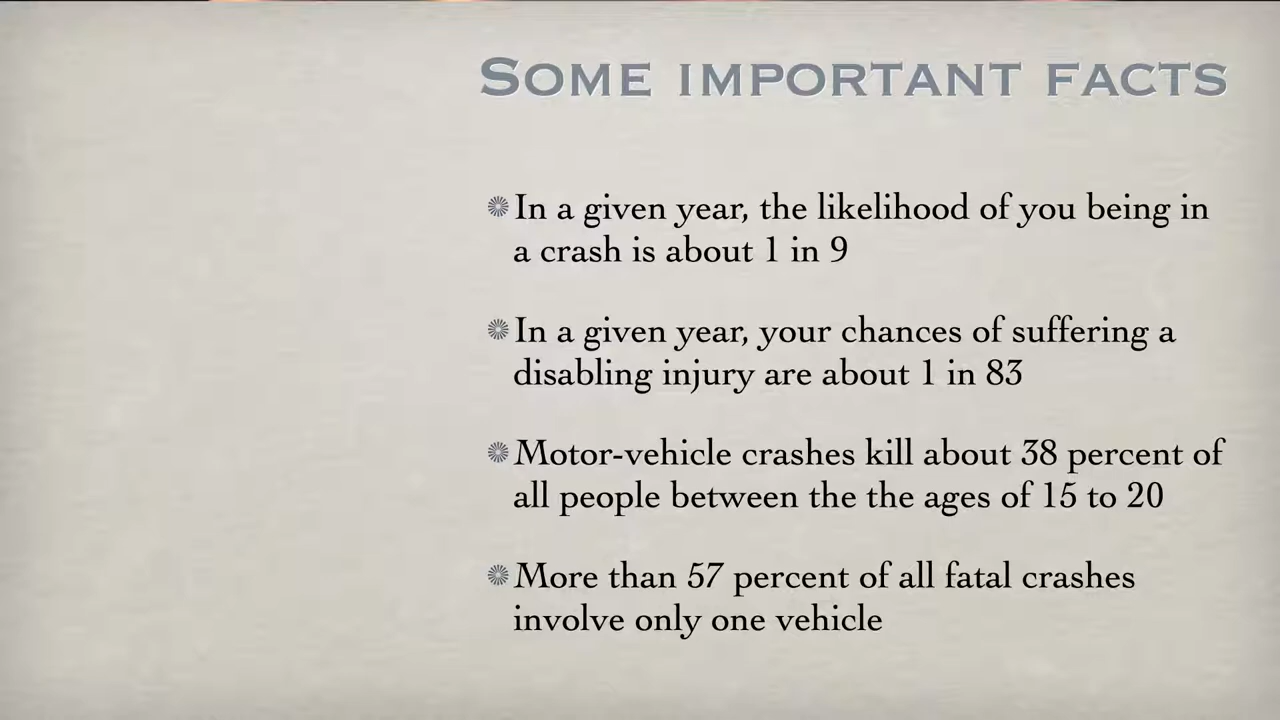 Some important facts
In a given year, the likelihood of you being in
a crash is about 1 in 9
In a given year, your chances of suffering a
disabling injury are about 1 in 83
Motor-vehicle crashes kill about 38 percent of
all people between the the ages of 15 to 20
More than 57 percent of all fatal crashes
involve only one vehicle